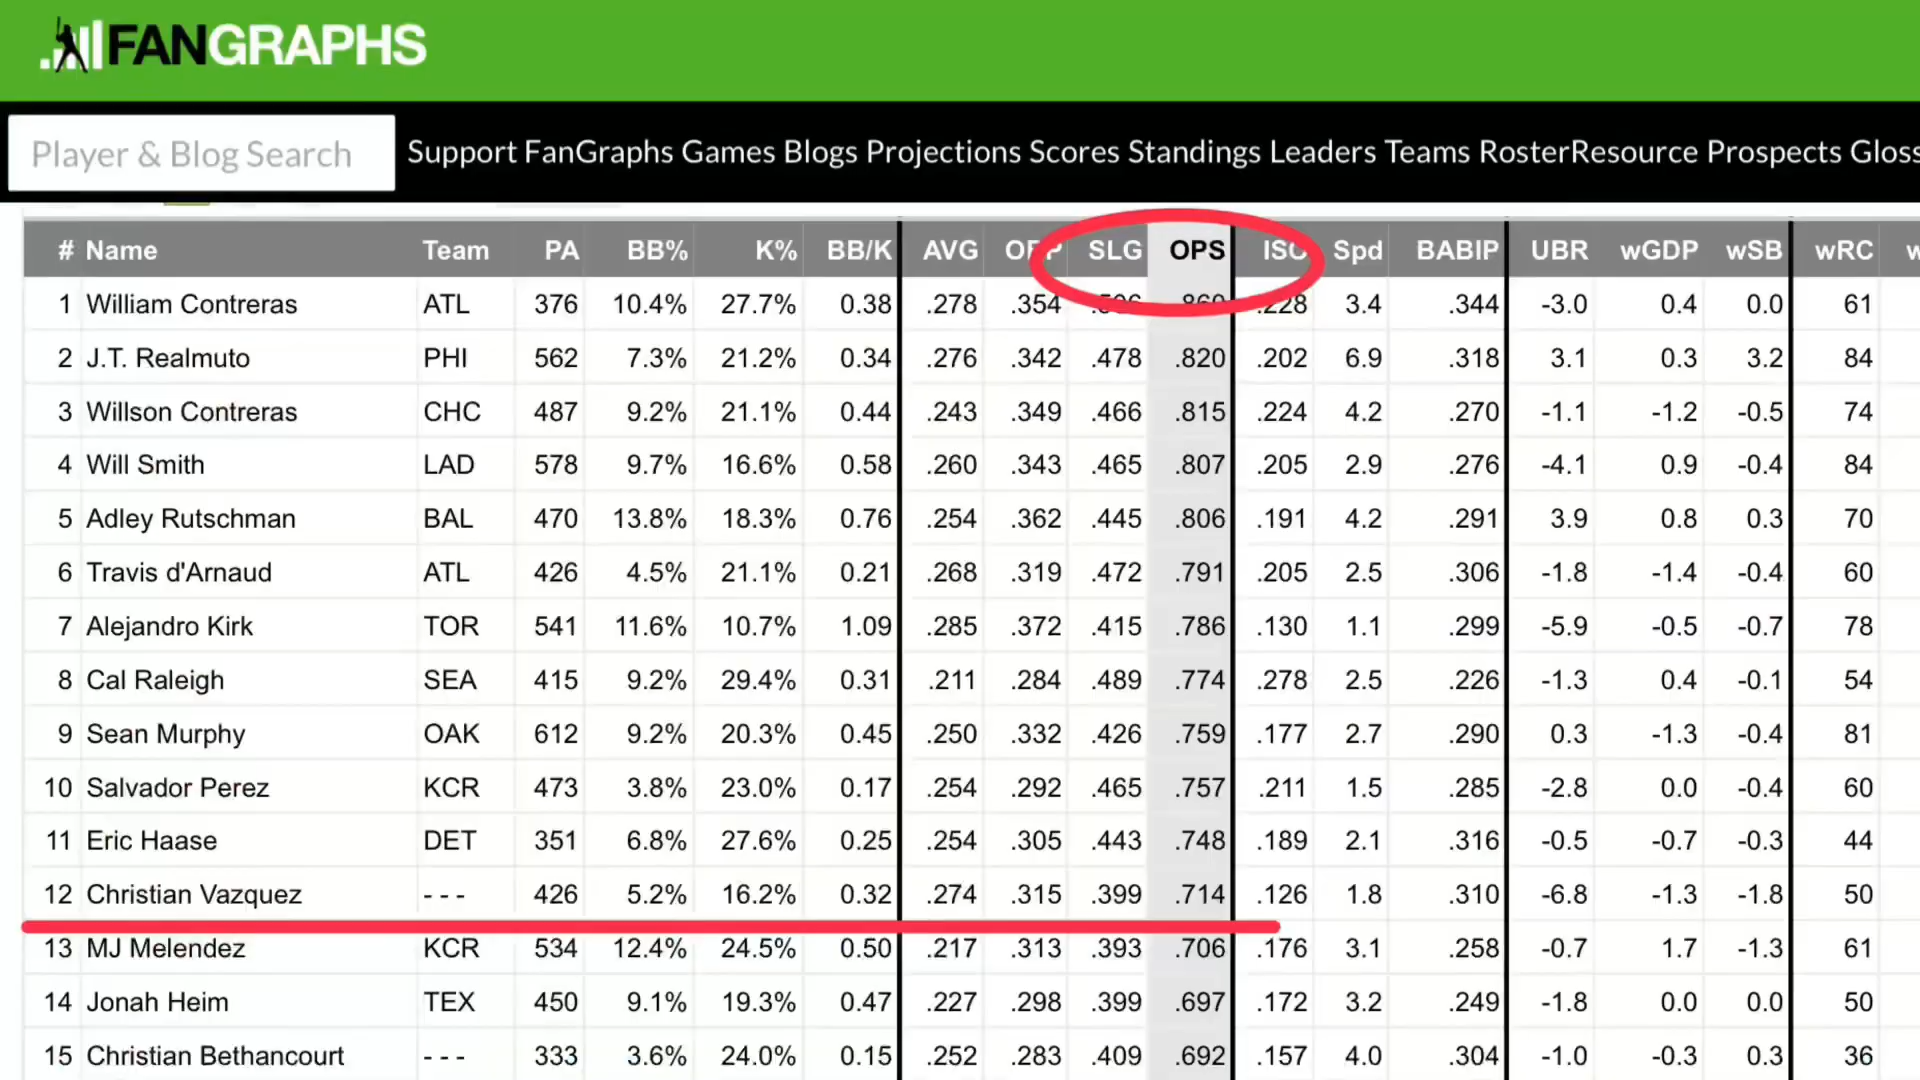 FANGRAPHS
Player & Blog Search Support FanGraphs Games Blogs Projections Scores Standings Leaders Teams RosterResource Prospects Gloss
# Name Team PA BB% K% BB/K AVG OBP SLG OPS ISO Spd BABIP UBR wGDP wSB wRC w
1 William Contreras ATL 376 10.4% 27.7% 0.38 .278 .354 .506 .860 .228 3.4 .344 -3.0 0.4 0.0 61
2 J.T. Realmuto PHI 562 7.3% 21.2% 0.34 .276 .342 .478 .820 .202 6.9 .318 3.1 0.3 3.2 84
3 Willson Contreras CHC 487 9.2% 21.1% 0.44 .243 .349 .466 .815 .224 4.2 .270 -1.1 -1.2 -0.5 74
4 Will Smith LAD 578 9.7% 16.6% 0.58 .260 .343 .465 .807 .205 2.9 .276 -4.1 0.9 -0.4 84
5 Adley Rutschman BAL 470 13.8% 18.3% 0.76 .254 .362 .445 .806 .191 4.2 .291 3.9 0.8 0.3 70
6 Travis d'Arnaud ATL 426 4.5% 21.1% 0.21 .268 .319 .472 .791 .205 2.5 .306 -1.8 -1.4 -0.4 60
7 Alejandro Kirk TOR 541 11.6% 10.7% 1.09 .285 .372 .415 .786 .130 1.1 .299 -5.9 -0.5 -0.7 78
8 Cal Raleigh SEA 415 9.2% 29.4% 0.31 .211 .284 .489 .774 .278 2.5 .226 -1.3 0.4 -0.1 54
9 Sean Murphy OAK 612 9.2% 20.3% 0.45 .250 .332 .426 .759 .177 2.7 .290 0.3 -1.3 -0.4 81
10 Salvador Perez KCR 473 3.8% 23.0% 0.17 .254 .292 .465 .757 .211 1.5 .285 -2.8 0.0 -0.4 60
11 Eric Haase DET 351 6.8% 27.6% 0.25 .254 .305 .443 .748 .189 2.1 .316 -0.5 -0.7 -0.3 44
12 Christian Vazquez - - - 426 5.2% 16.2% 0.32 .274 .315 .399 .714 .126 1.8 .310 -6.8 -1.3 -1.8 50
13 MJ Melendez KCR 534 12.4% 24.5% 0.50 .217 .313 .393 .706 .176 3.1 .258 -0.7 1.7 -1.3 61
14 Jonah Heim TEX 450 9.1% 19.3% 0.47 .227 .298 .399 .697 .172 3.2 .249 -1.8 0.0 0.0 50
15 Christian Bethancourt - - - 333 3.6% 24.0% 0.15 .252 .283 .409 .692 .157 4.0 .304 -1.0 -0.3 0.3 36